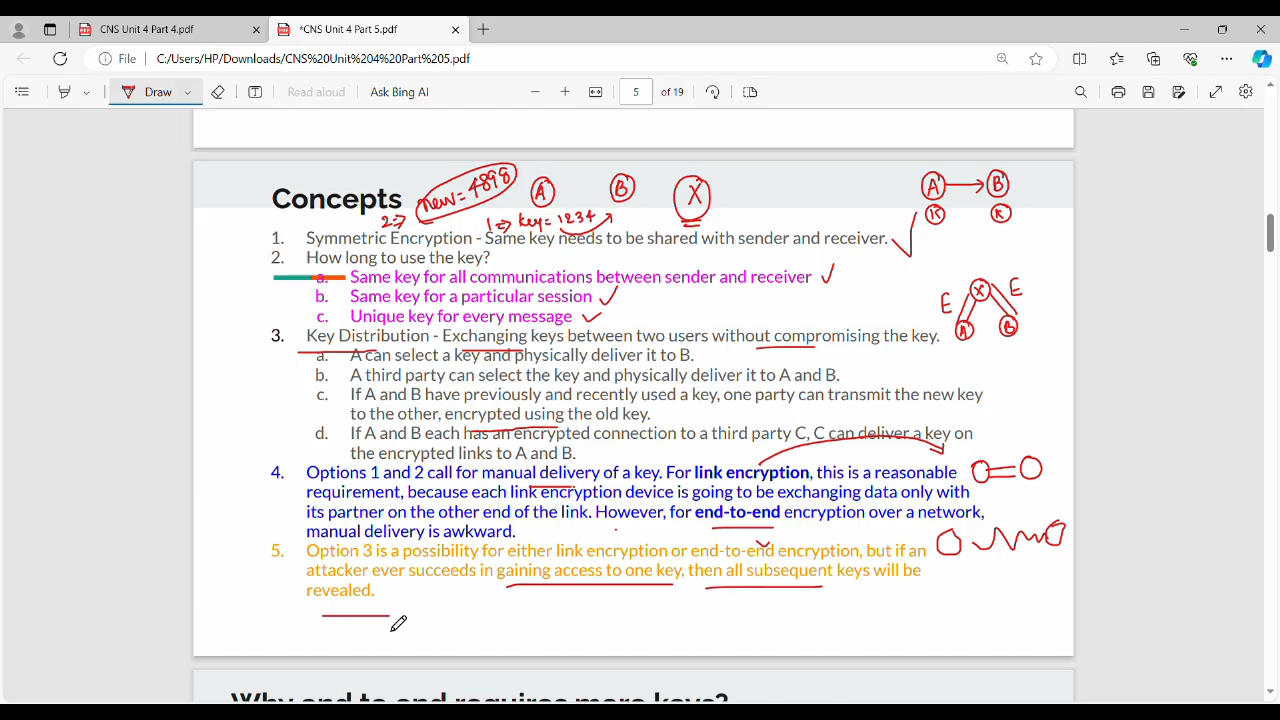 CNS Unit 4 Part 4.pdf
*CNS Unit 4 Part 5.pdf
File C:/Users/HP/Downloads/CNS%20Unit%204%20Part%205.pdf
Draw Read aloud Ask Bing AI 5 of 19
Concepts
2⇒ new=4898
A B X
1⇒ key=1234
A B
K K
1. Symmetric Encryption - Same key needs to be shared with sender and receiver.
2. How long to use the key?
a. Same key for all communications between sender and receiver
b. Same key for a particular session
c. Unique key for every message
E X E
A B
3. Key Distribution - Exchanging keys between two users without compromising the key.
a. A can select a key and physically deliver it to B.
b. A third party can select the key and physically deliver it to A and B.
c. If A and B have previously and recently used a key, one party can transmit the new key
to the other, encrypted using the old key.
d. If A and B each has an encrypted connection to a third party C, C can deliver a key on
the encrypted links to A and B.
4. Options 1 and 2 call for manual delivery of a key. For link encryption, this is a reasonable
requirement, because each link encryption device is going to be exchanging data only with
its partner on the other end of the link. However, for end-to-end encryption over a network,
manual delivery is awkward.
5. Option 3 is a possibility for either link encryption or end-to-end encryption, but if an
attacker ever succeeds in gaining access to one key, then all subsequent keys will be
revealed.
Why end to end requires more keys?